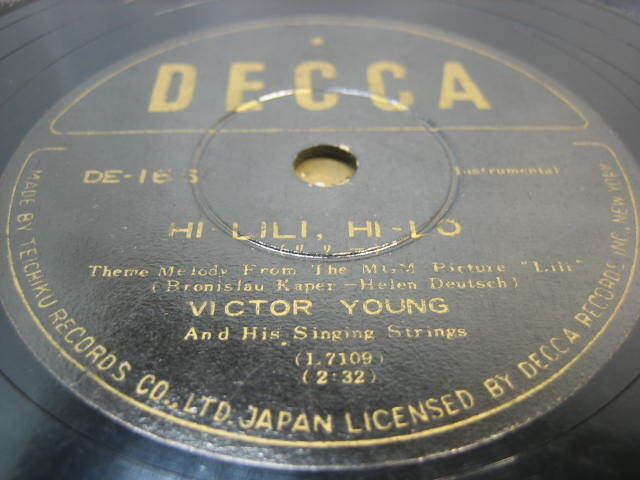 DECCA
DE-165
Instrumental
HI LILI, HI-LO
Theme Melody From The MGM Picture "Lili"
(Bronislau Kaper-Helen Deutsch)
VICTOR YOUNG
And His Singing Strings
(L7109)
(2:32)
MADE BY TEICHIKU RECORDS CO., LTD. JAPAN LICENSED BY DECCA RECORDS INC, NEW YORK